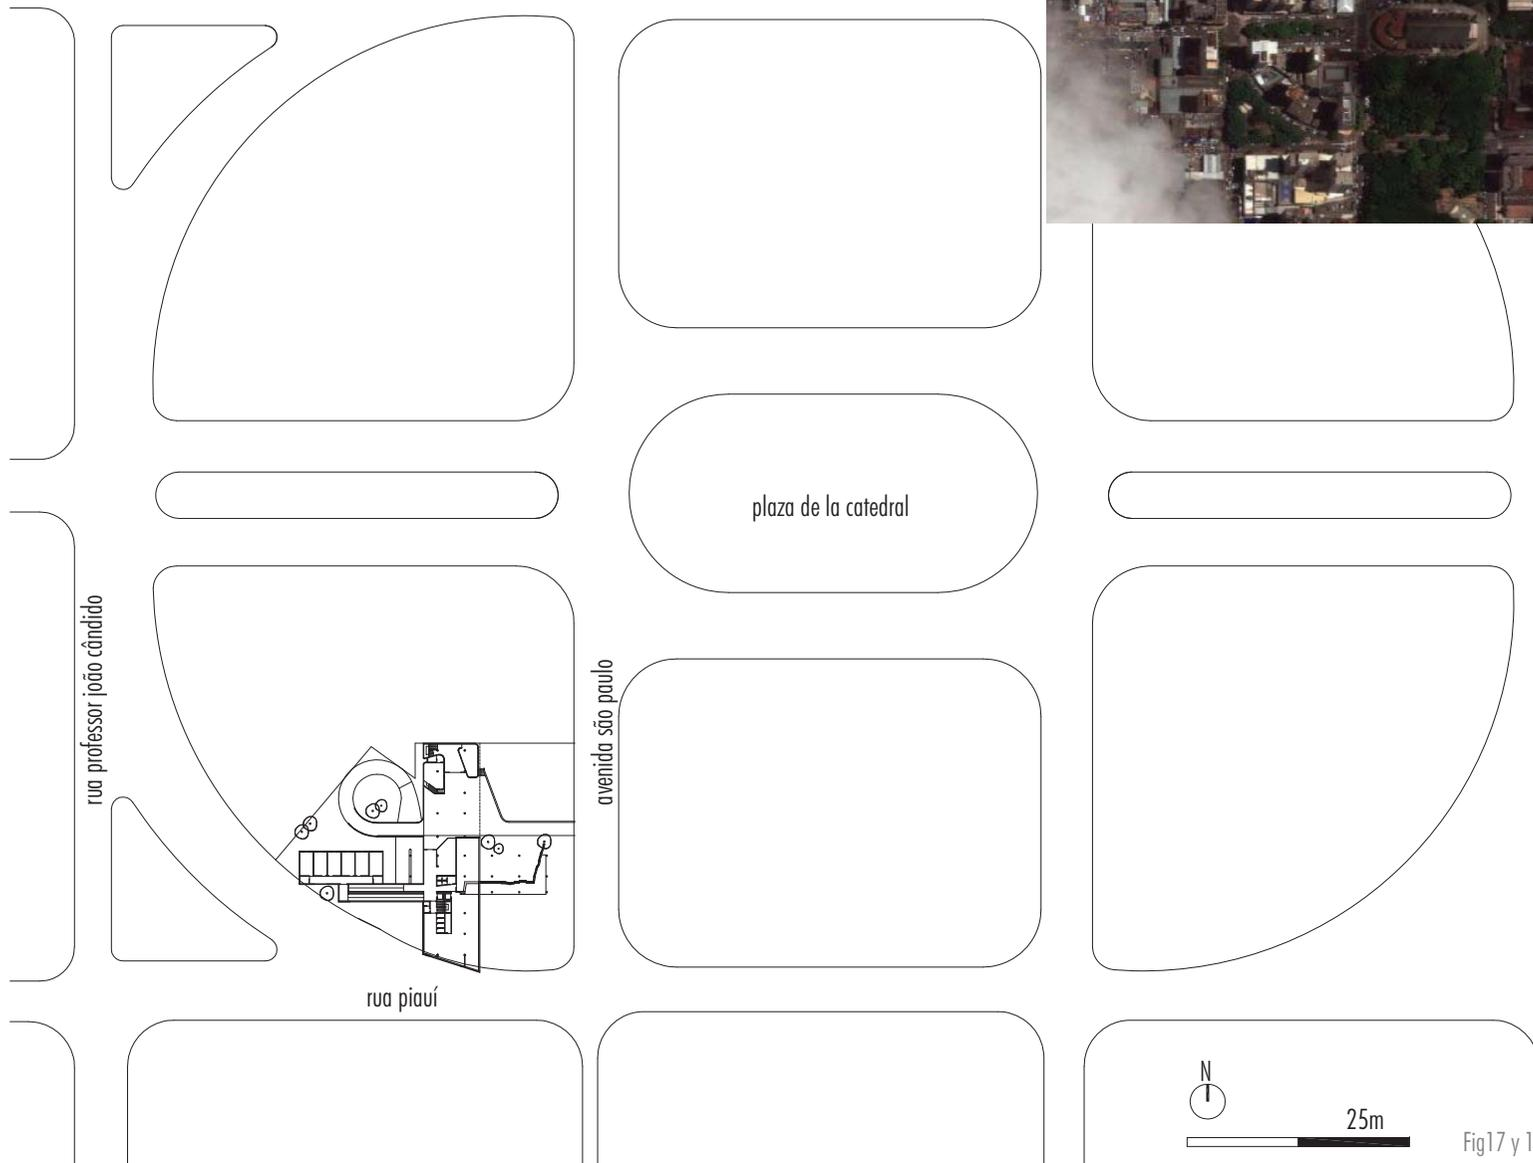 plaza de la catedral
rua professor joão cândido
avenida são paulo
rua piauí
N
25m
Fig17 y 1